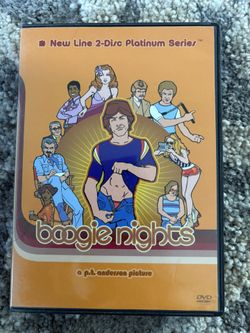 New Line 2-Disc Platinum Series™
boogie nights
a p.t. anderson picture
DVD